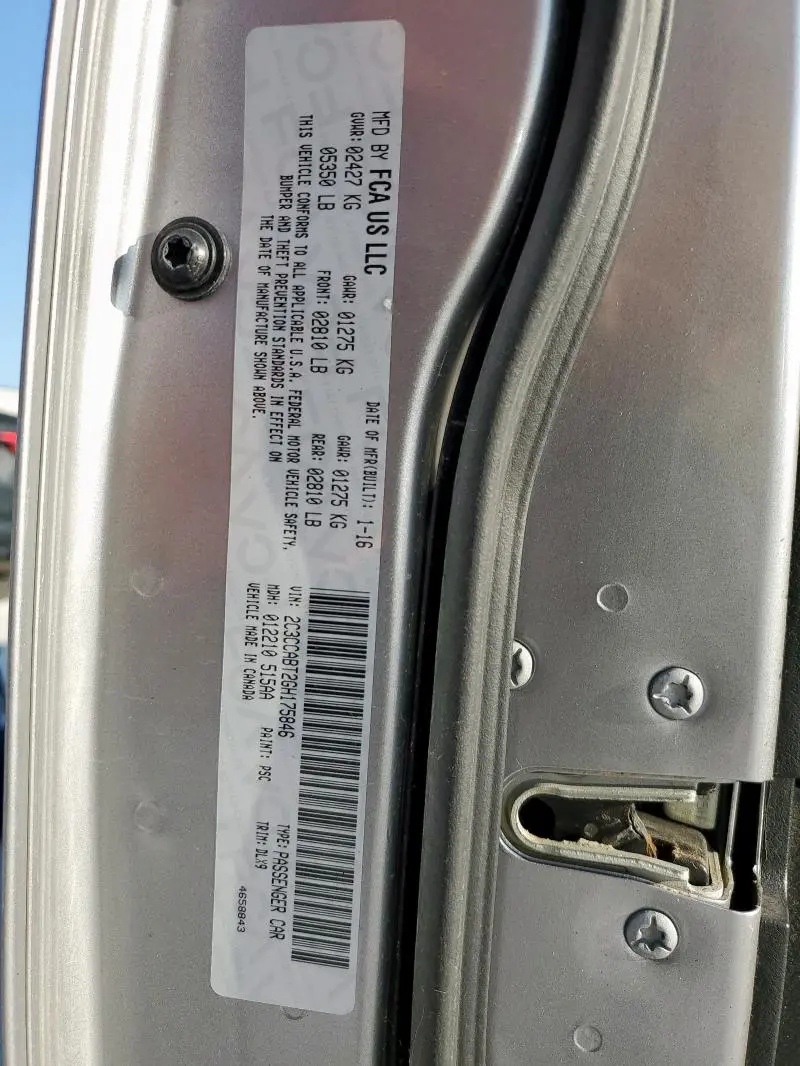 MFD BY FCA US LLC
DATE OF MFR(BUILT): 1-16
GVWR: 02427 KG
GAWR: 01275 KG
GAWR: 01275 KG
05350 LB
FRONT: 02810 LB
REAR: 02810 LB
THIS VEHICLE CONFORMS TO ALL APPLICABLE U.S.A. FEDERAL MOTOR VEHICLE SAFETY,
BUMPER AND THEFT PREVENTION STANDARDS IN EFFECT ON
THE DATE OF MANUFACTURE SHOWN ABOVE.
VIN: 2C3CCABT2GH175846
TYPE: PASSENGER CAR
MDH: 012210 515AA
PAINT: PSC
TRIM: DLX9
VEHICLE MADE IN CANADA
4658843